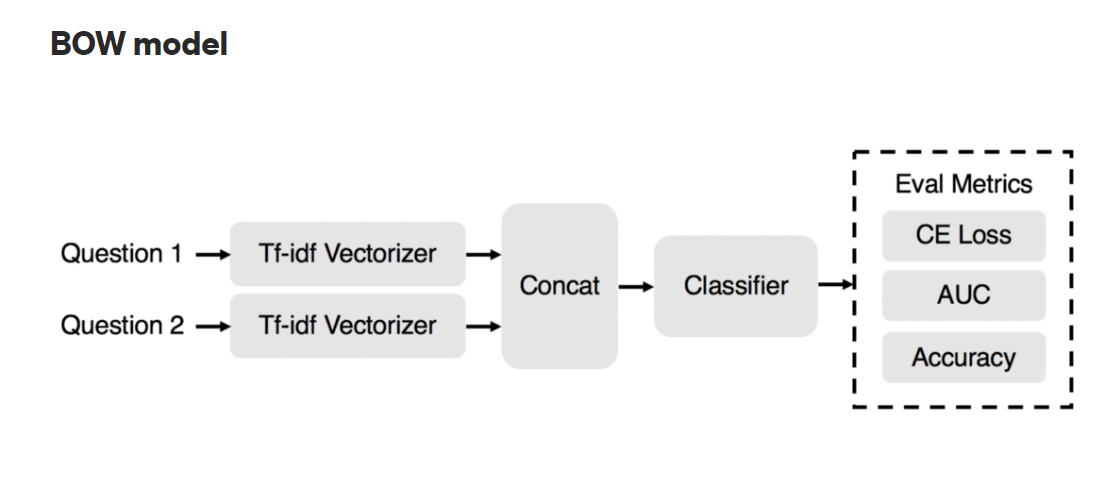 BOW model
Question 1
Tf-idf Vectorizer
Question 2
Tf-idf Vectorizer
Concat
Classifier
Eval Metrics
CE Loss
AUC
Accuracy